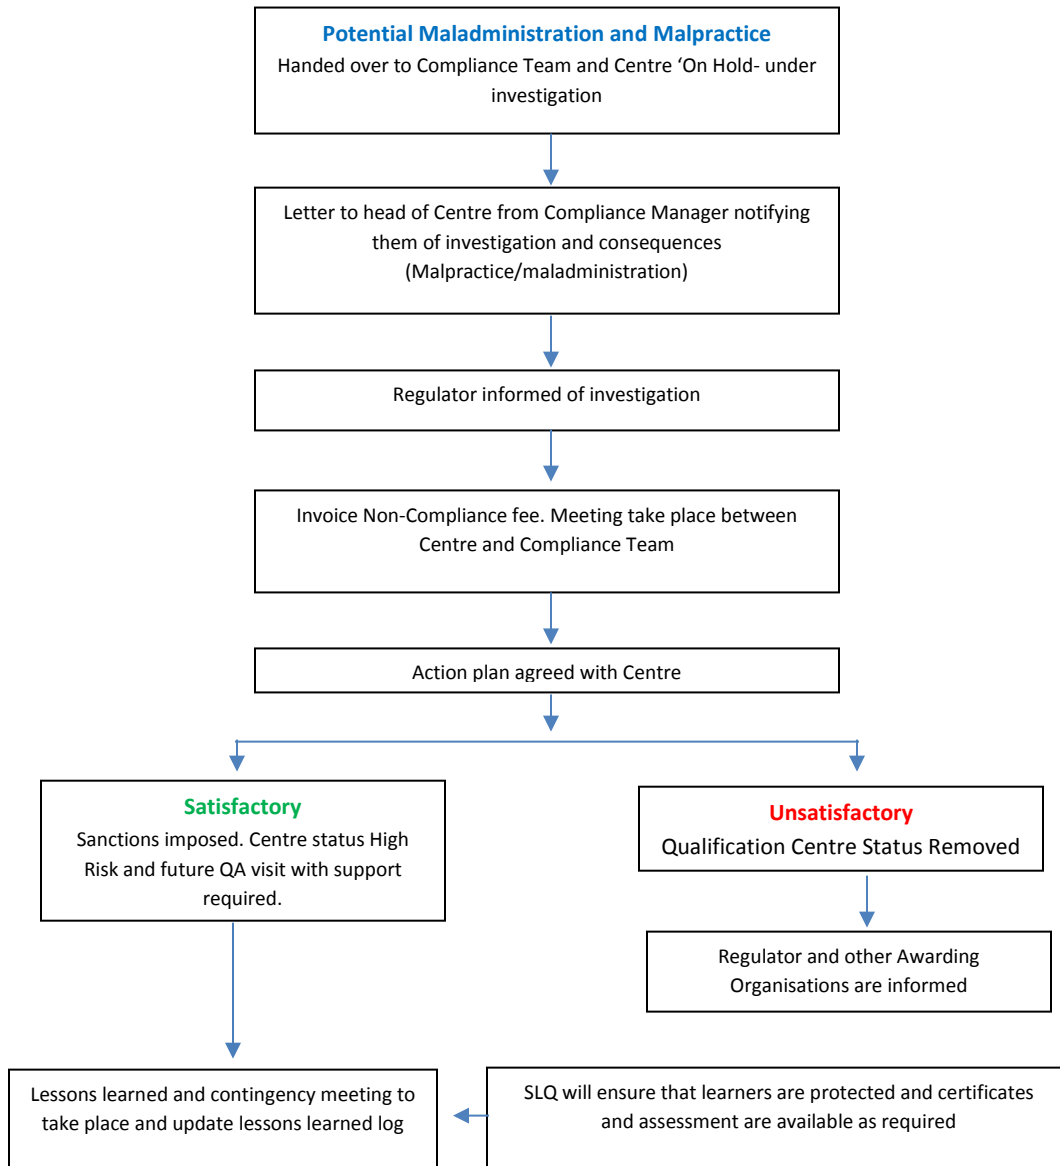 Potential Maladministration and Malpractice
Handed over to Compliance Team and Centre ‘On Hold- under
investigation
Letter to head of Centre from Compliance Manager notifying
them of investigation and consequences
(Malpractice/maladministration)
Regulator informed of investigation
Invoice Non-Compliance fee. Meeting take place between
Centre and Compliance Team
Action plan agreed with Centre
Satisfactory
Sanctions imposed. Centre status High
Risk and future QA visit with support
required.
Unsatisfactory
Qualification Centre Status Removed
Regulator and other Awarding
Organisations are informed
Lessons learned and contingency meeting to
take place and update lessons learned log
SLQ will ensure that learners are protected and certificates
and assessment are available as required